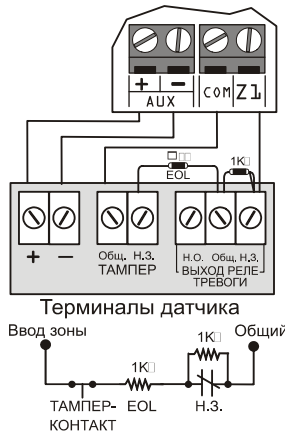 + − COM Z1
AUX
1K□
EOL
+ − Общ. Н.З. Н.О. Общ. Н.З.
ТАМПЕР ВЫХОД РЕЛЕ
ТРЕВОГИ
Терминалы датчика
Ввод зоны Общий
1K□
ТАМПЕР- EOL Н.З.
КОНТАКТ
1K□